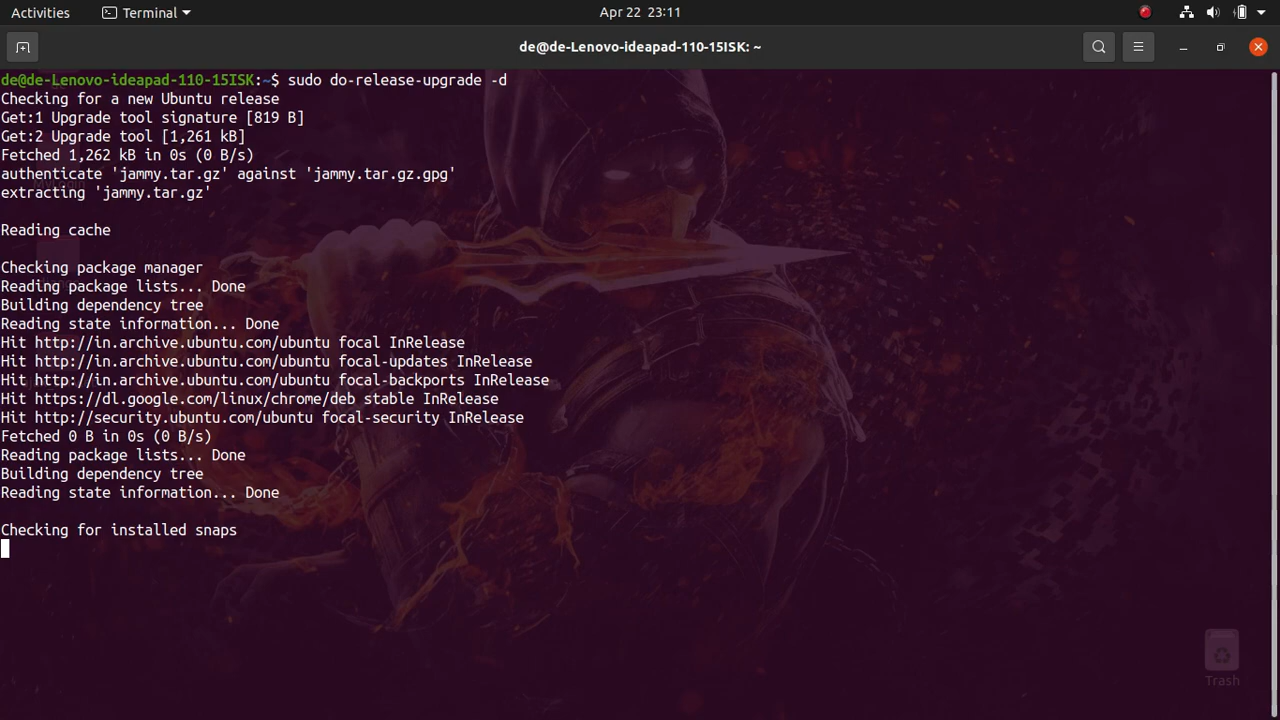 Activities
Terminal
Apr 22 23:11
de@de-Lenovo-ideapad-110-15ISK: ~
de@de-Lenovo-ideapad-110-15ISK:~$ sudo do-release-upgrade -d
Checking for a new Ubuntu release
Get:1 Upgrade tool signature [819 B]
Get:2 Upgrade tool [1,261 kB]
Fetched 1,262 kB in 0s (0 B/s)
authenticate 'jammy.tar.gz' against 'jammy.tar.gz.gpg'
extracting 'jammy.tar.gz'
Reading cache
Checking package manager
Reading package lists... Done
Building dependency tree
Reading state information... Done
Hit http://in.archive.ubuntu.com/ubuntu focal InRelease
Hit http://in.archive.ubuntu.com/ubuntu focal-updates InRelease
Hit http://in.archive.ubuntu.com/ubuntu focal-backports InRelease
Hit https://dl.google.com/linux/chrome/deb stable InRelease
Hit http://security.ubuntu.com/ubuntu focal-security InRelease
Fetched 0 B in 0s (0 B/s)
Reading package lists... Done
Building dependency tree
Reading state information... Done
Checking for installed snaps
Trash